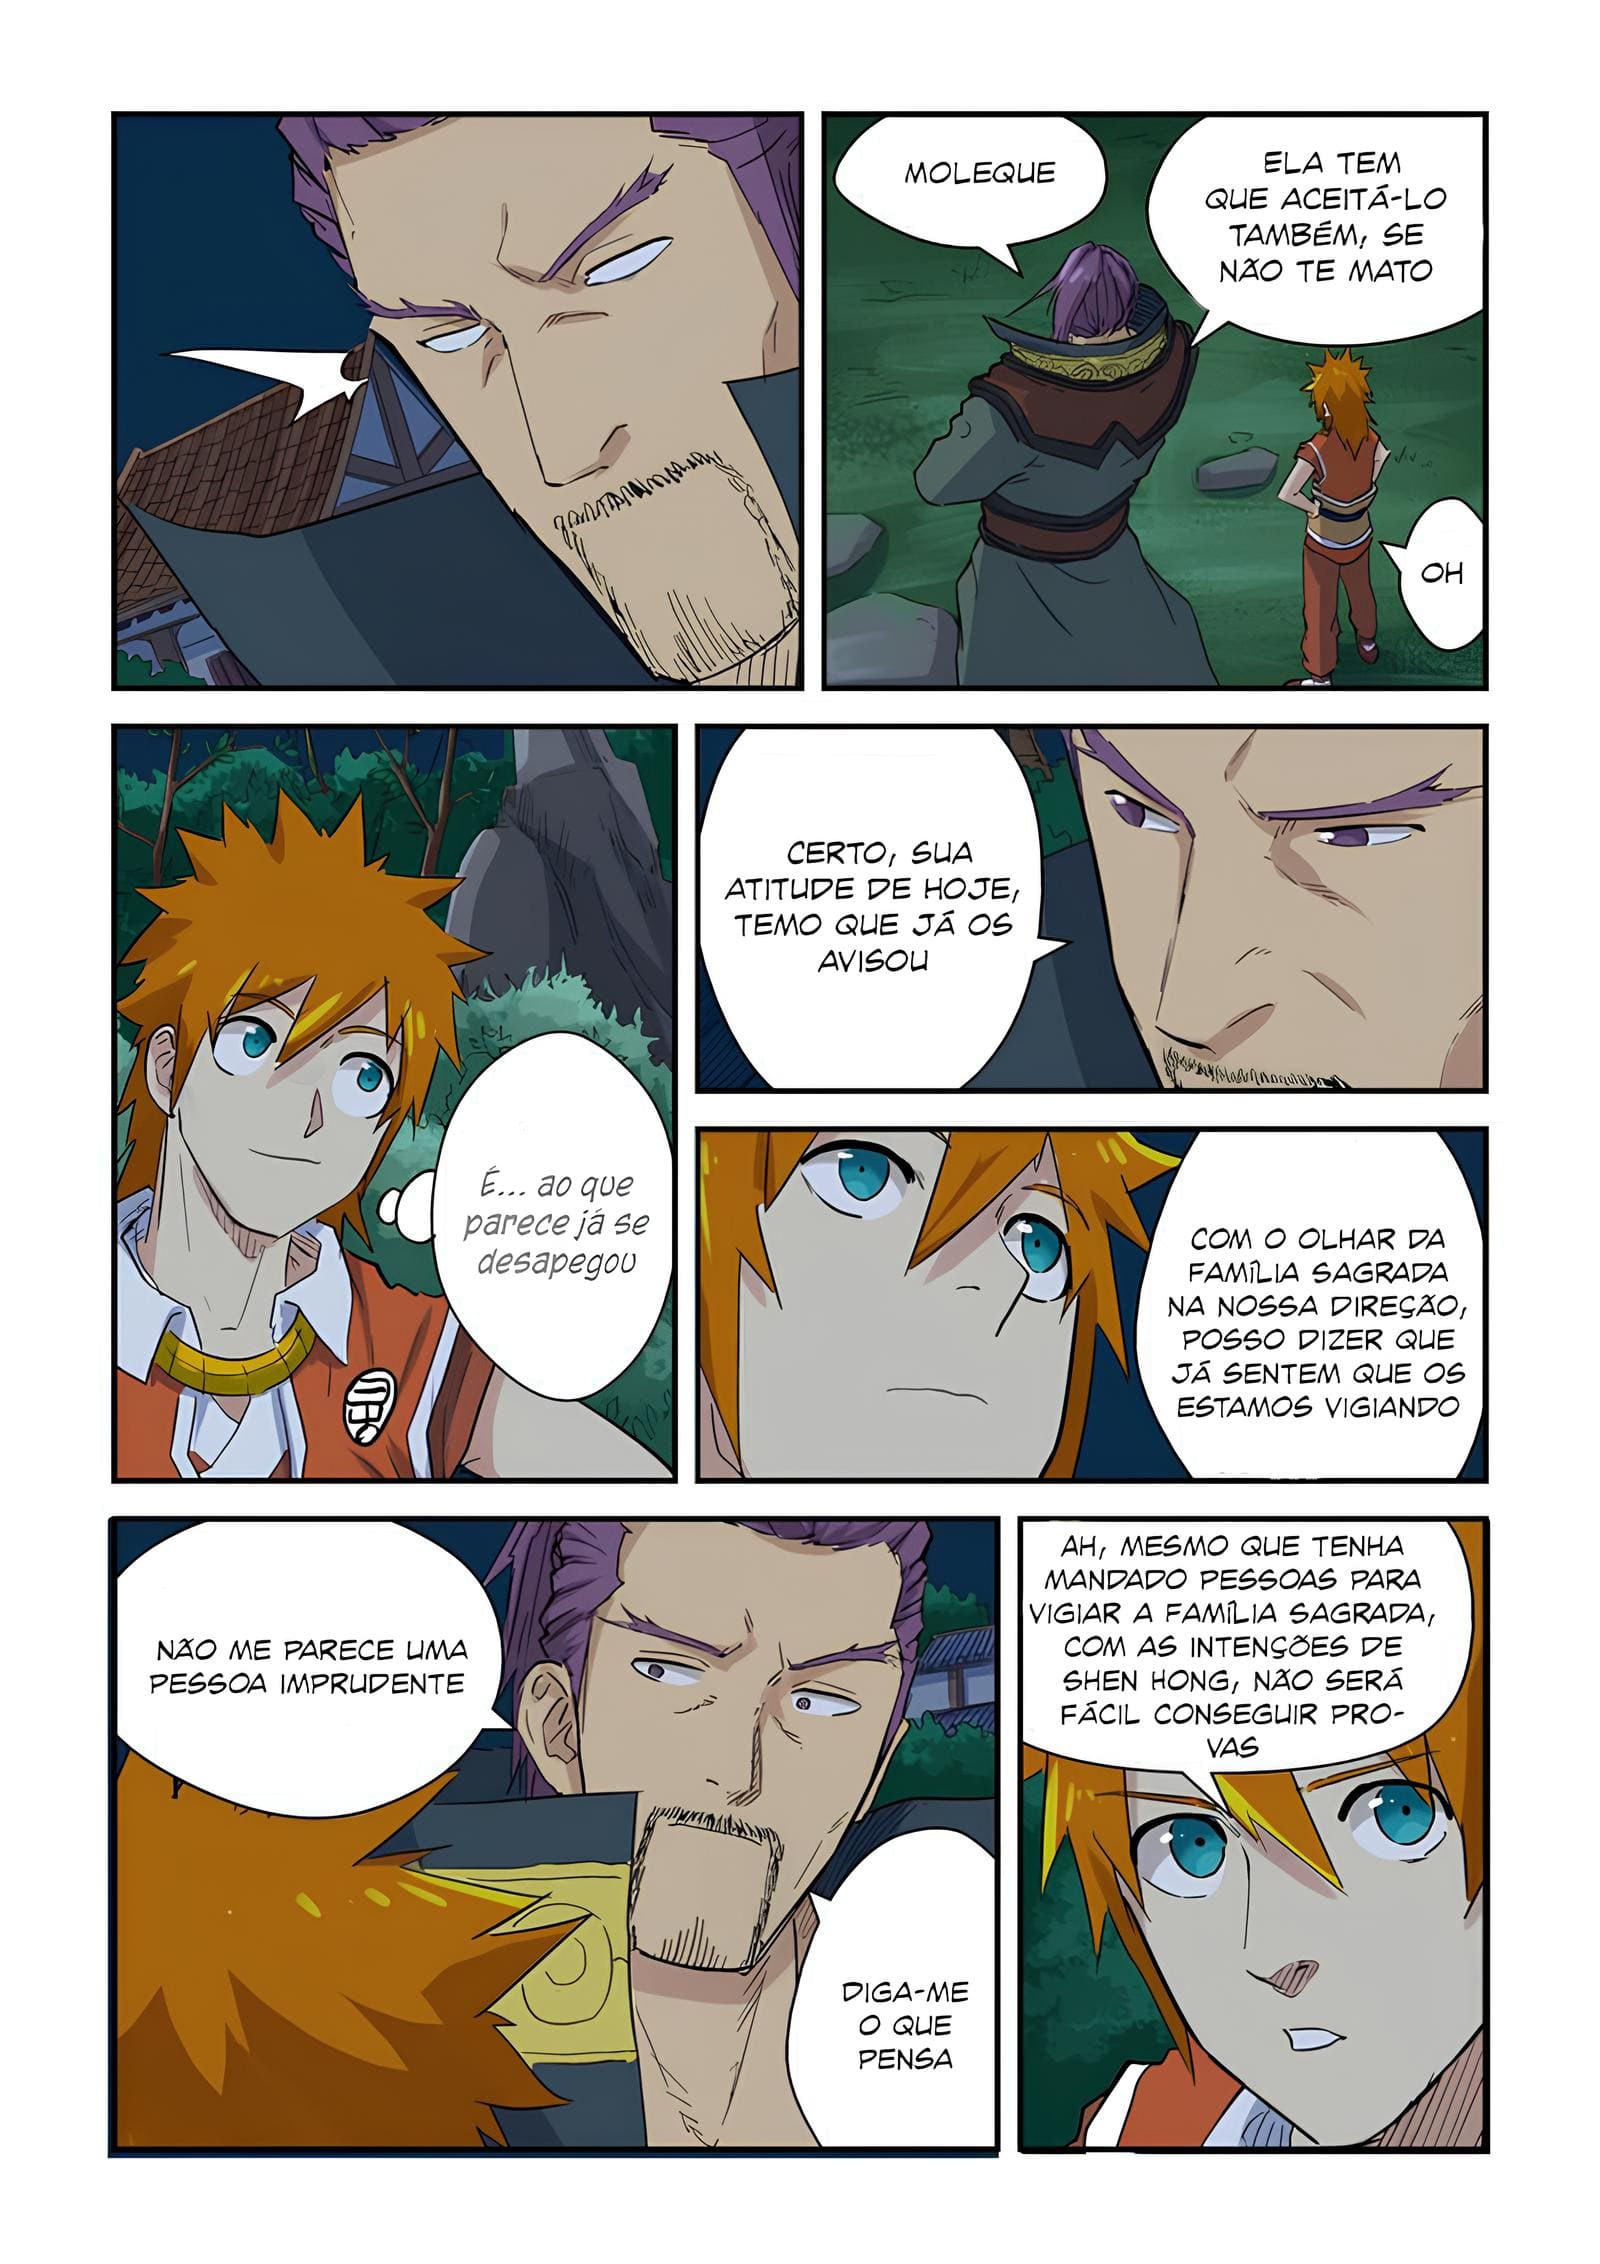 MOLEQUE
ELA TEM
QUE ACEITÁ-LO
TAMBÉM, SE
NÃO TE MATO
OH
É... ao que
parece já se
desapegou
CERTO, SUA
ATITUDE DE HOJE,
TEMO QUE JÁ OS
AVISOU
COM O OLHAR DA
FAMÍLIA SAGRADA
NA NOSSA DIREÇÃO,
POSSO DIZER QUE
JÁ SENTEM QUE OS
ESTAMOS VIGIANDO
NÃO ME PARECE UMA
PESSOA IMPRUDENTE
DIGA-ME
O QUE
PENSA
AH, MESMO QUE TENHA
MANDADO PESSOAS PARA
VIGIAR A FAMÍLIA SAGRADA,
COM AS INTENÇÕES DE
SHEN HONG, NÃO SERÁ
FÁCIL CONSEGUIR PRO-
VAS